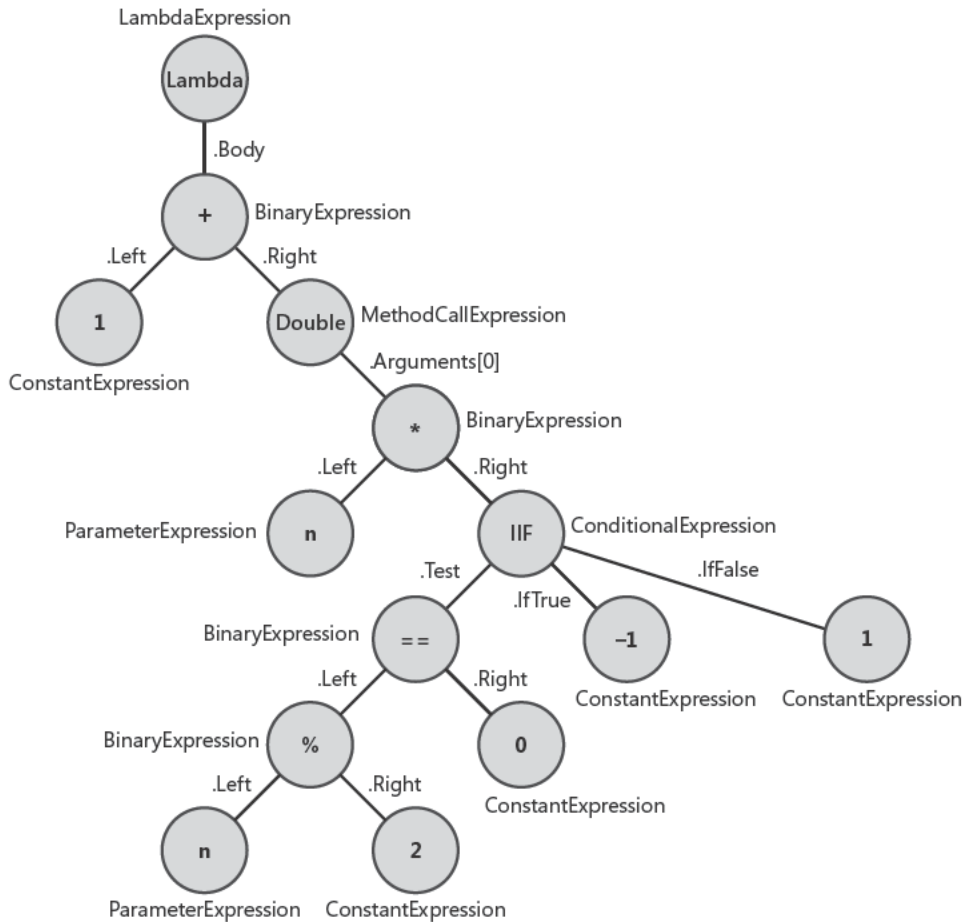 LambdaExpression
Lambda
.Body
+
BinaryExpression
.Left
.Right
1
ConstantExpression
Double
MethodCallExpression
.Arguments[0]
*
BinaryExpression
.Left
.Right
ParameterExpression
n
IIF
ConditionalExpression
.Test
.IfTrue
.IfFalse
BinaryExpression
==
–1
ConstantExpression
1
ConstantExpression
.Left
.Right
BinaryExpression
%
0
ConstantExpression
.Left
.Right
n
ParameterExpression
2
ConstantExpression